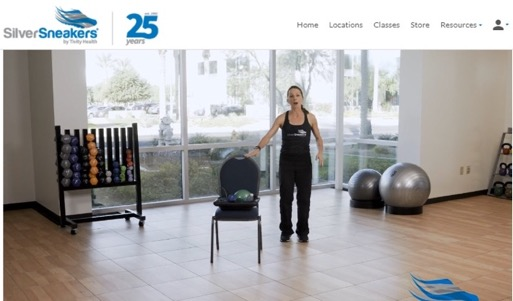 SilverSneakers
by Tivity Health
25
years
Home Locations Classes Store Resources